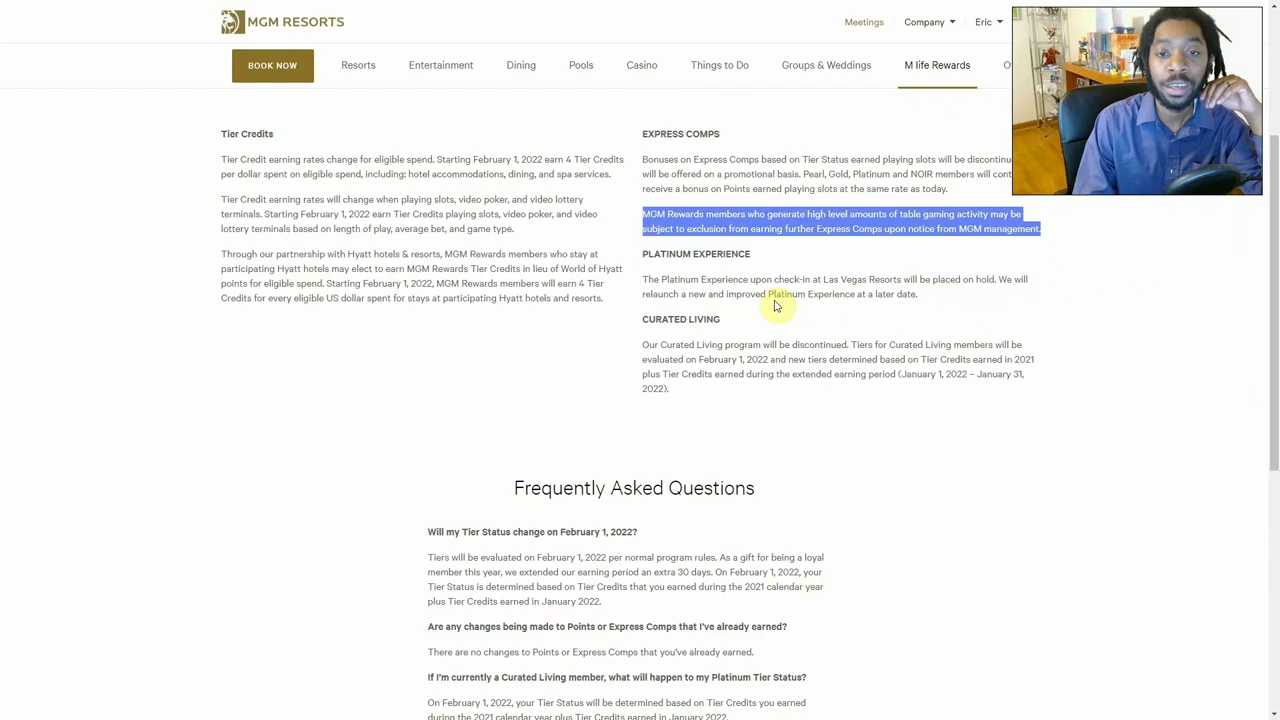 MGM RESORTS
Meetings
Company
Eric
BOOK NOW
Resorts
Entertainment
Dining
Pools
Casino
Things to Do
Groups & Weddings
M life Rewards
Tier Credits
Tier Credit earning rates change for eligible spend. Starting February 1, 2022 earn 4 Tier Credits
per dollar spent on eligible spend, including: hotel accommodations, dining, and spa services.
Tier Credit earning rates will change when playing slots, video poker, and video lottery
terminals. Starting February 1, 2022 earn Tier Credits playing slots, video poker, and video
lottery terminals based on length of play, average bet, and game type.
Through our partnership with Hyatt hotels & resorts, MGM Rewards Members who stay at
participating Hyatt hotels may elect to earn MGM Rewards Tier Credits in lieu of World of Hyatt
points for eligible spend. Starting February 1, 2022, MGM Rewards members will earn 4 Tier
Credits for every eligible US dollar spent for stays at participating Hyatt hotels and resorts.
EXPRESS COMPS
Bonuses on Express Comps based on Tier Status earned playing slots will be
will be offered on a promotional basis. Pearl, Gold, Platinum and NOIR members will
receive a bonus on Points earned playing slots at the same rate as today.
MGM Rewards members who generate high level amounts of table gaming activity may be
subject to exclusion from earning further Express Comps upon notice from MGM management.
PLATINUM EXPERIENCE
The Platinum Experience upon check-in at Las Vegas Resorts will be placed on hold. We will
relaunch a new and improved Platinum Experience at a later date.
CURATED LIVING
Our Curated Living program will be discontinued. Tiers for Curated Living members will be
evaluated on February 1, 2022 and new tiers determined based on Tier Credits earned in 2021
plus Tier Credits earned during the extended earning period (January 1, 2022 – January 31,
2022).
Frequently Asked Questions
Will my Tier Status change on February 1, 2022?
Tiers will be evaluated on February 1, 2022 per normal program rules. As a gift for being a loyal
member this year, we extended our earning period an extra 30 days. On February 1, 2022, your
Tier Status is determined based on Tier Credits that you earned during the 2021 calendar year
plus Tier Credits earned in January 2022.
Are any changes being made to Points or Express Comps that I've already earned?
There are no changes to Points or Express Comps that you've already earned.
If I'm currently a Curated Living member, what will happen to my Platinum Tier Status?
On February 1, 2022, your Tier Status will be determined based on Tier Credits you earned
during the 2021 calendar year plus Tier Credits earned in January 2022.